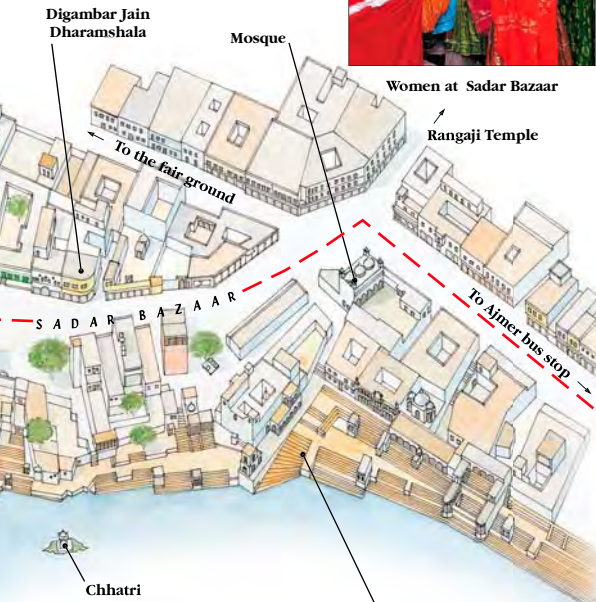 Digambar Jain
Dharamshala
Mosque
Women at Sadar Bazaar
Rangaji Temple
To the fair ground
SADAR BAZAAR
To Ajmer bus stop
Chhatri